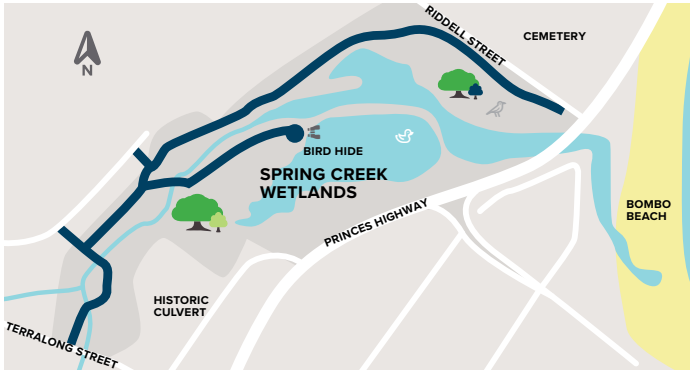 RIDDELL STREET
CEMETERY
N
BIRD HIDE
SPRING CREEK
WETLANDS
PRINCES HIGHWAY
BOMBO
BEACH
HISTORIC
CULVERT
TERRALONG STREET